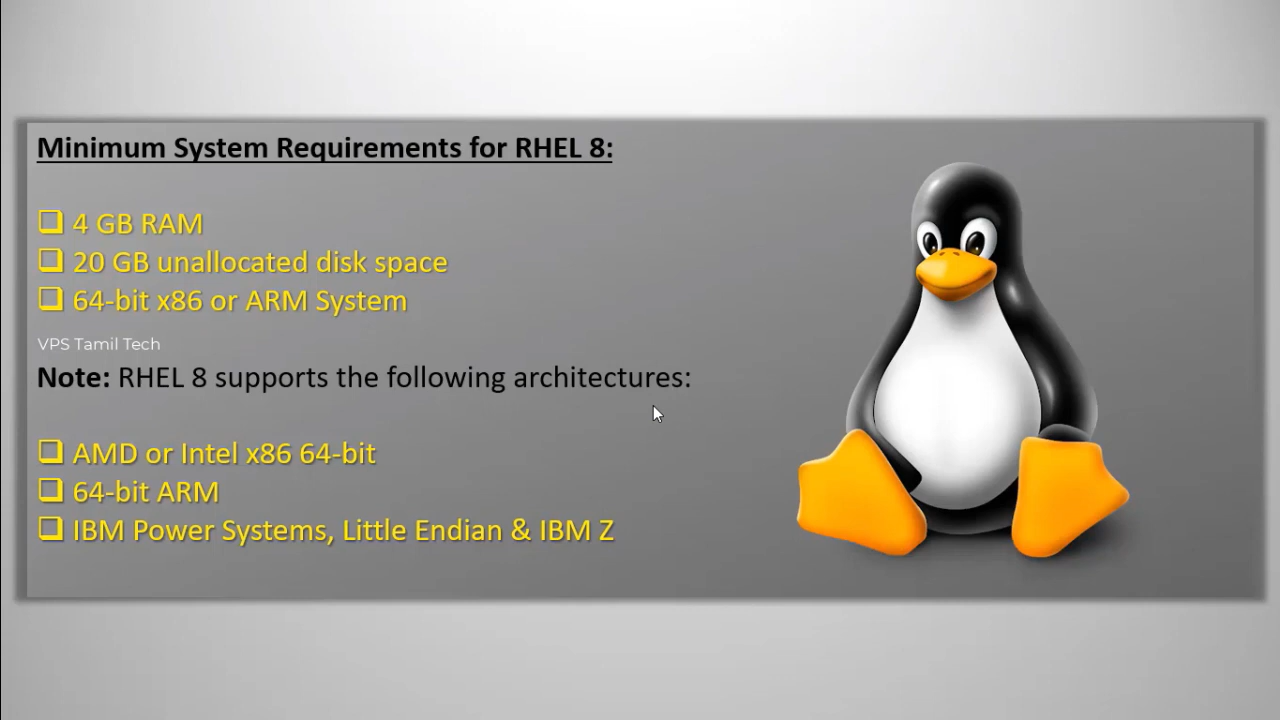 Minimum System Requirements for RHEL 8:
4 GB RAM
20 GB unallocated disk space
64-bit x86 or ARM System
VPS Tamil Tech
Note: RHEL 8 supports the following architectures:
AMD or Intel x86 64-bit
64-bit ARM
IBM Power Systems, Little Endian & IBM Z